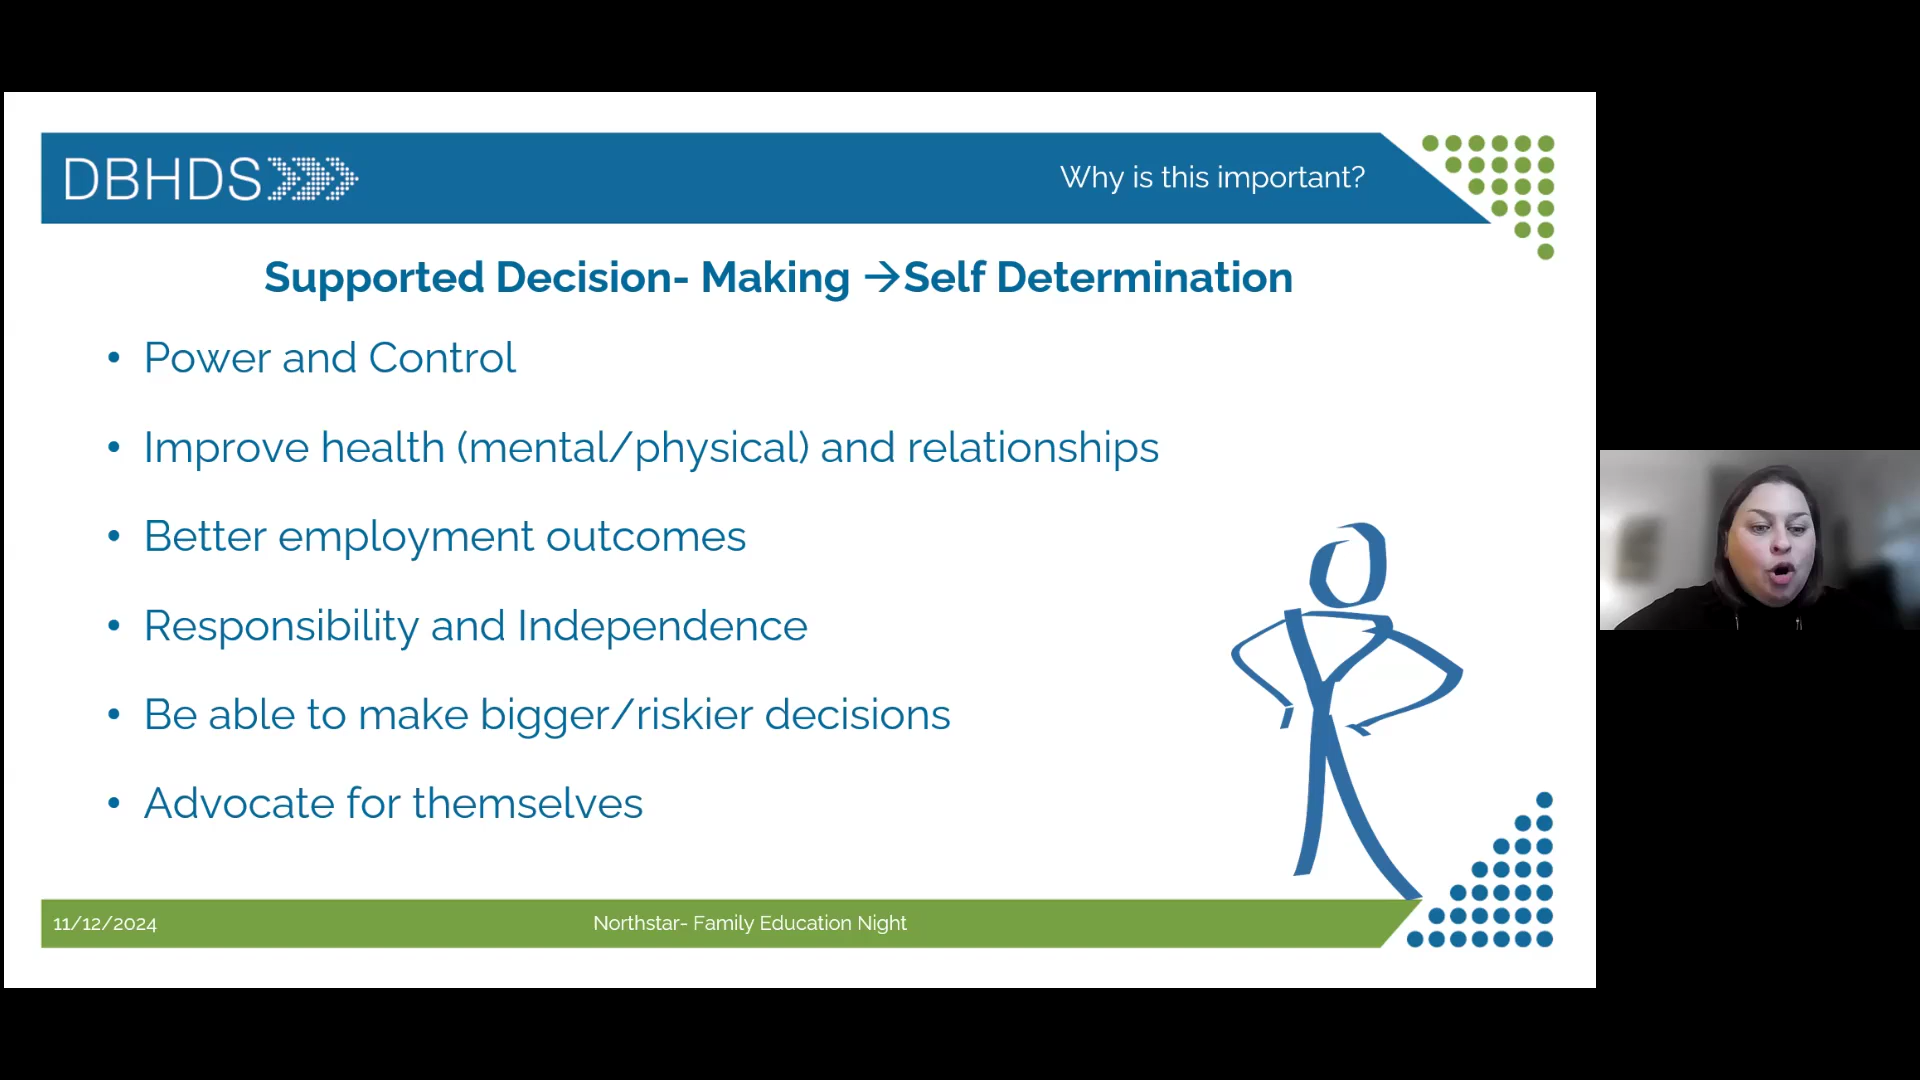 DBHDS
Why is this important?
Supported Decision- Making →Self Determination
• Power and Control
• Improve health (mental/physical) and relationships
• Better employment outcomes
• Responsibility and Independence
• Be able to make bigger/riskier decisions
• Advocate for themselves
11/12/2024
Northstar- Family Education Night